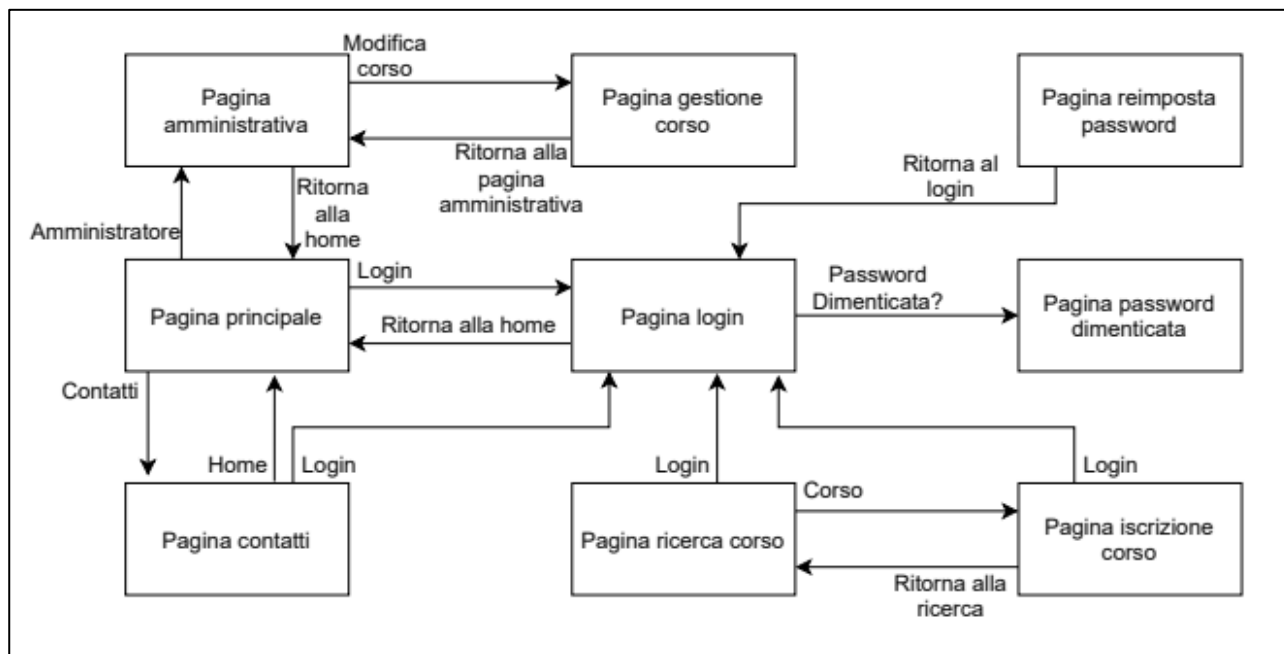 Modifica
corso
Pagina
amministrativa
Pagina gestione
corso
Pagina reimposta
password
Ritorna alla
pagina
amministrativa
Ritorna al
login
Ritorna
alla
home
Amministratore
Login
Password
Dimenticata?
Pagina principale
Ritorna alla home
Pagina login
Pagina password
dimenticata
Contatti
Home
Login
Login
Login
Corso
Pagina contatti
Pagina ricerca corso
Pagina iscrizione
corso
Ritorna alla
ricerca